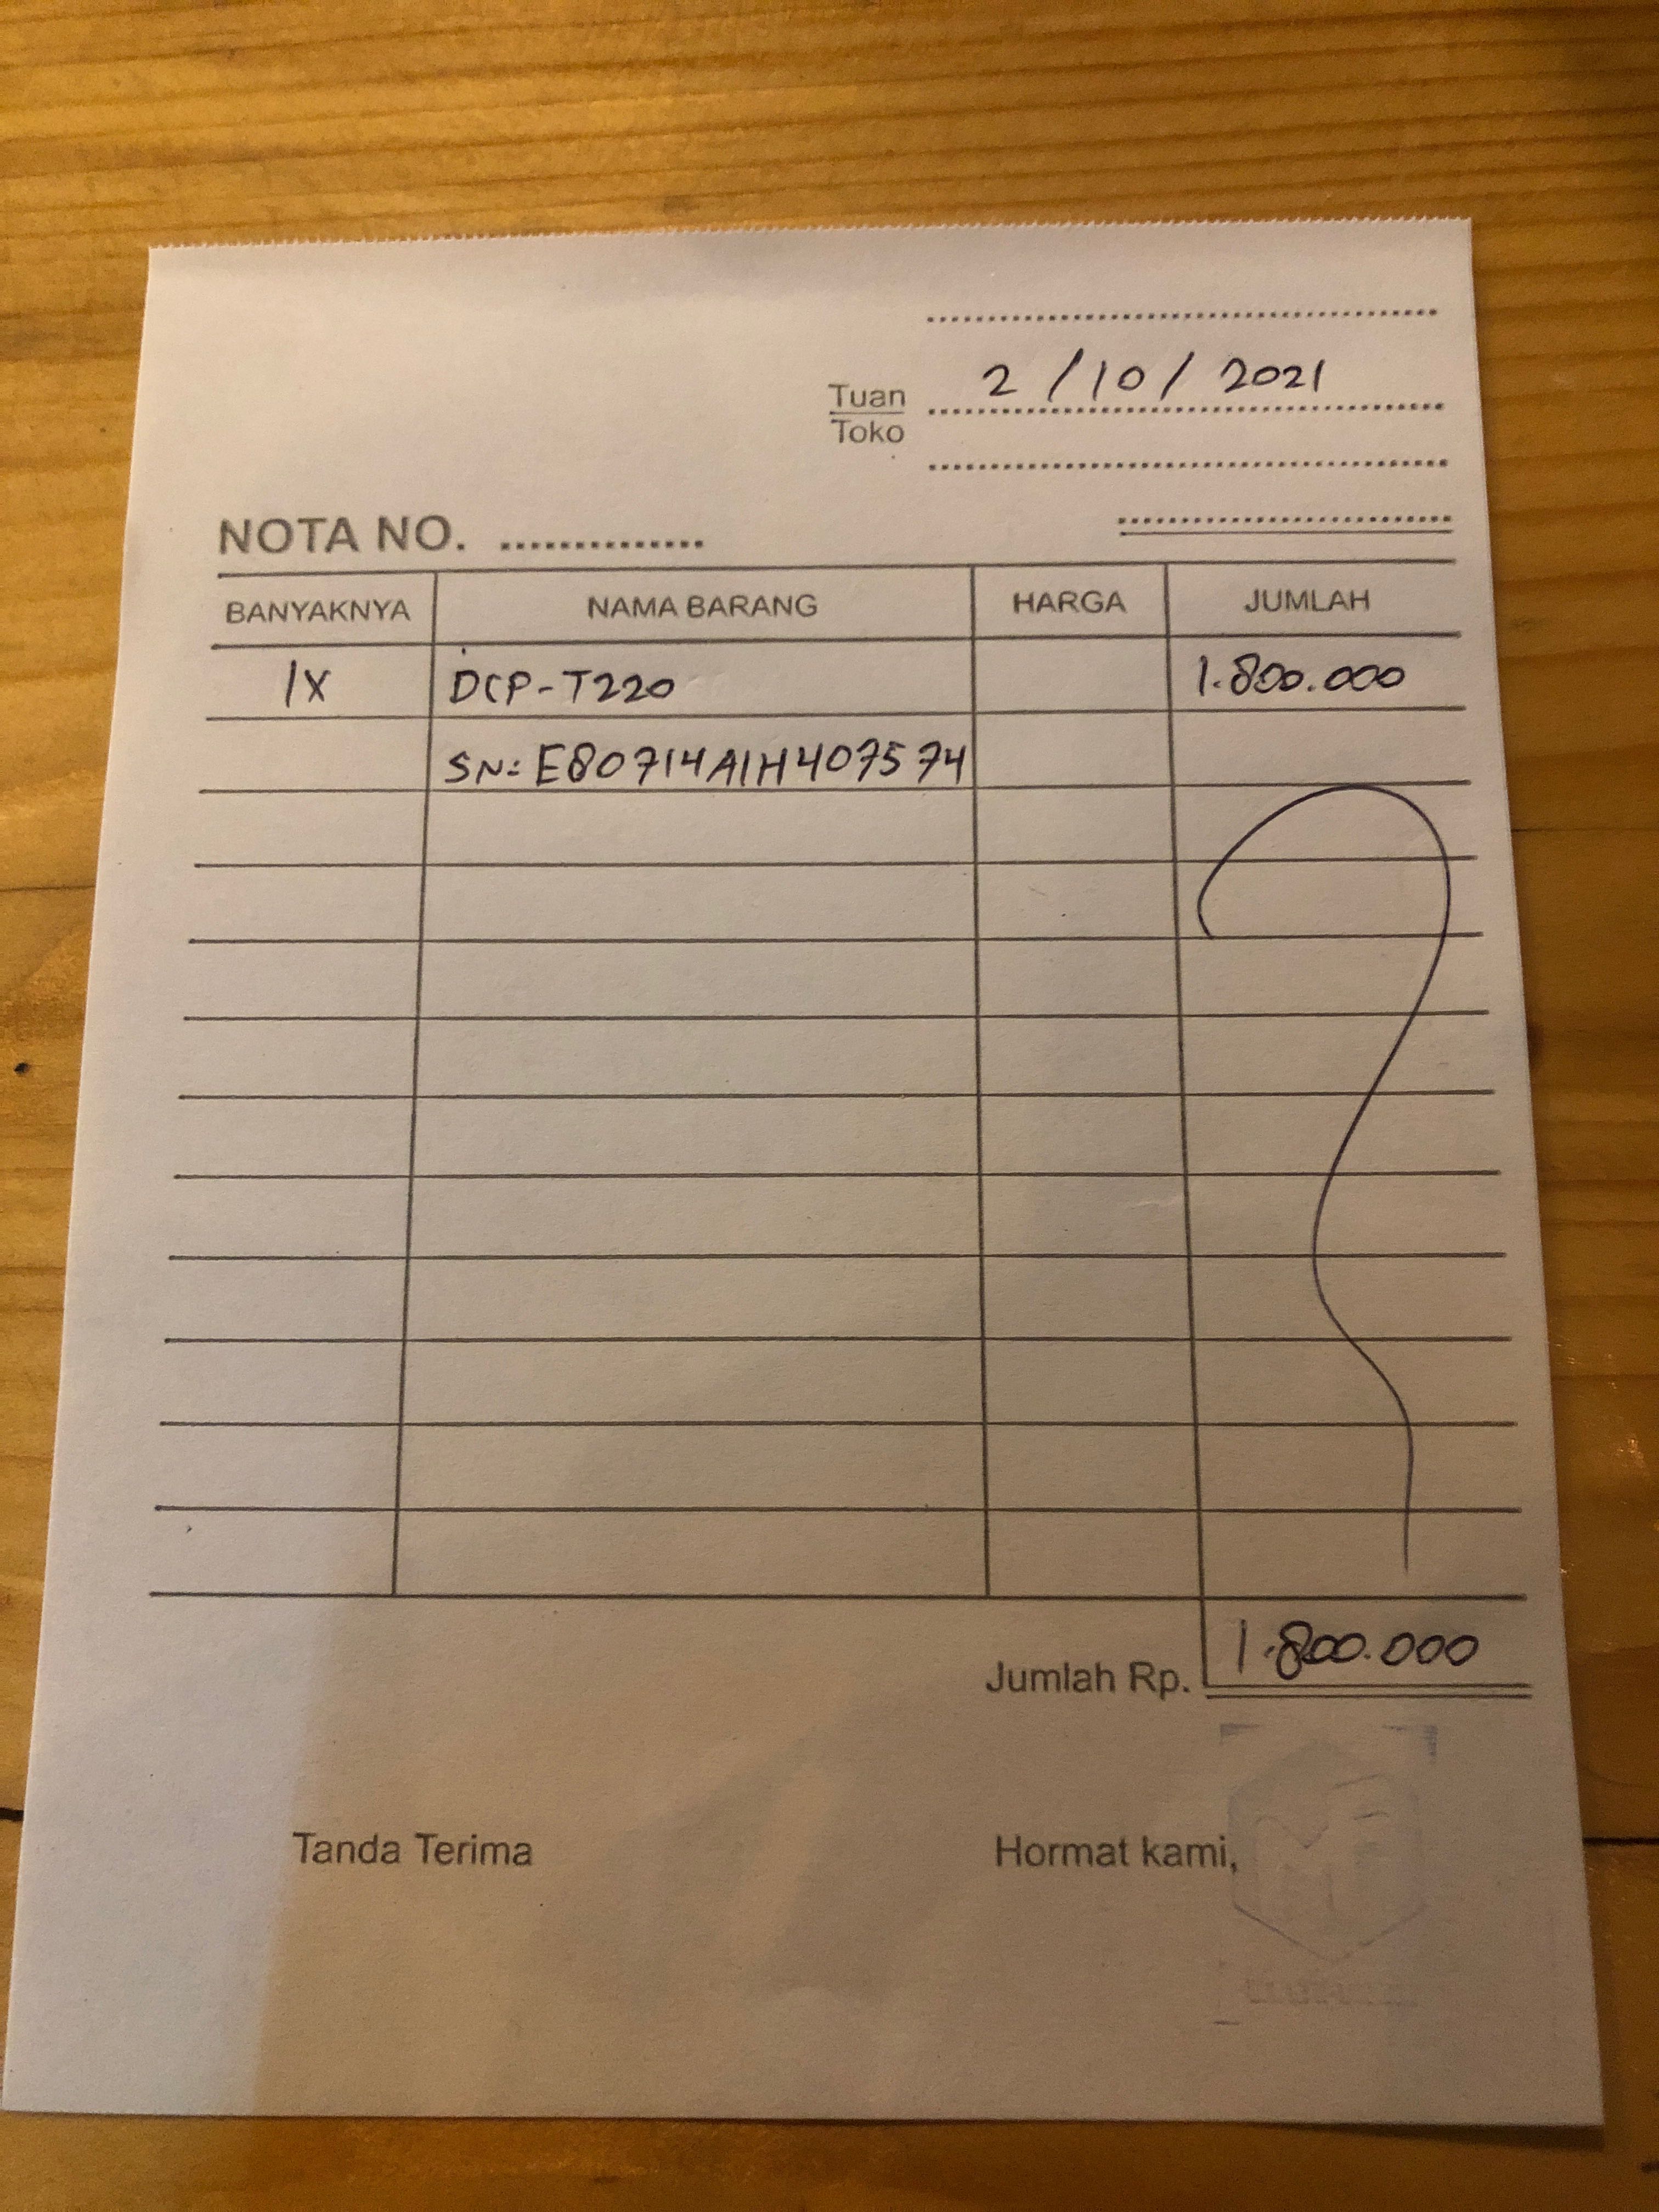 2/10/2021
Tuan
Toko
NOTA NO. ..............
BANYAKNYA NAMA BARANG HARGA JUMLAH
1X DCP-T220 1.800.000
SN: E80714A1H407574
Jumlah Rp. 1.800.000
Tanda Terima Hormat kami,